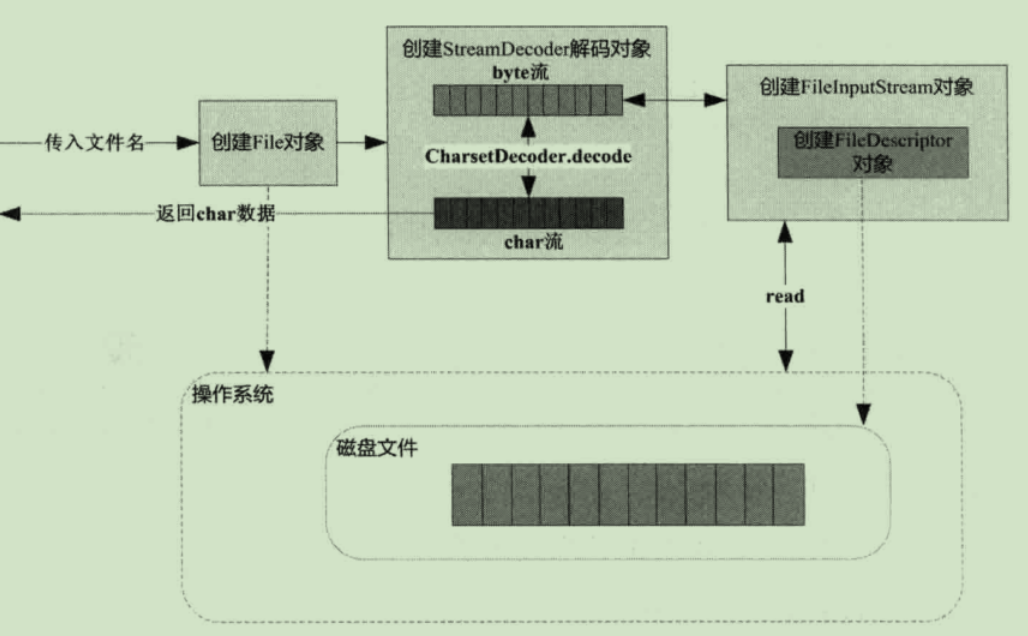 创建StreamDecoder解码对象
byte流
创建FileInputStream对象
传入文件名
创建File对象
创建FileDescriptor
对象
CharsetDecoder.decode
返回char数据
char流
read
操作系统
磁盘文件